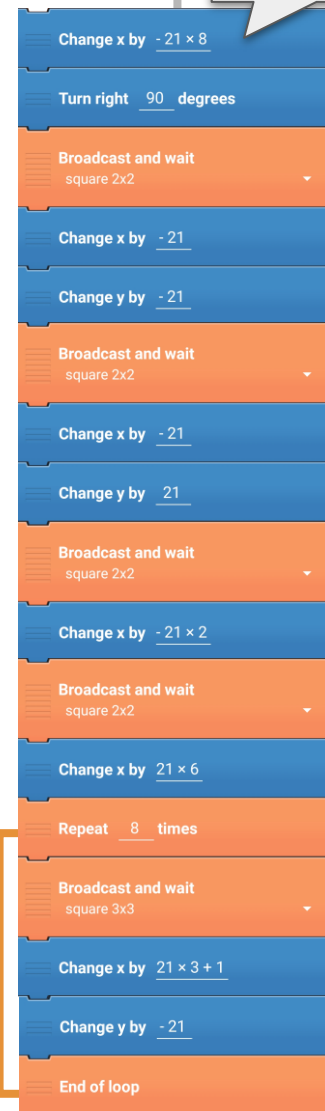 Change x by - 21 × 8
Turn right 90 degrees
Broadcast and wait
square 2x2
Change x by - 21
Change y by - 21
Broadcast and wait
square 2x2
Change x by - 21
Change y by 21
Broadcast and wait
square 2x2
Change x by - 21 × 2
Broadcast and wait
square 2x2
Change x by 21 × 6
Repeat 8 times
Broadcast and wait
square 3x3
Change x by 21 × 3 + 1
Change y by - 21
End of loop